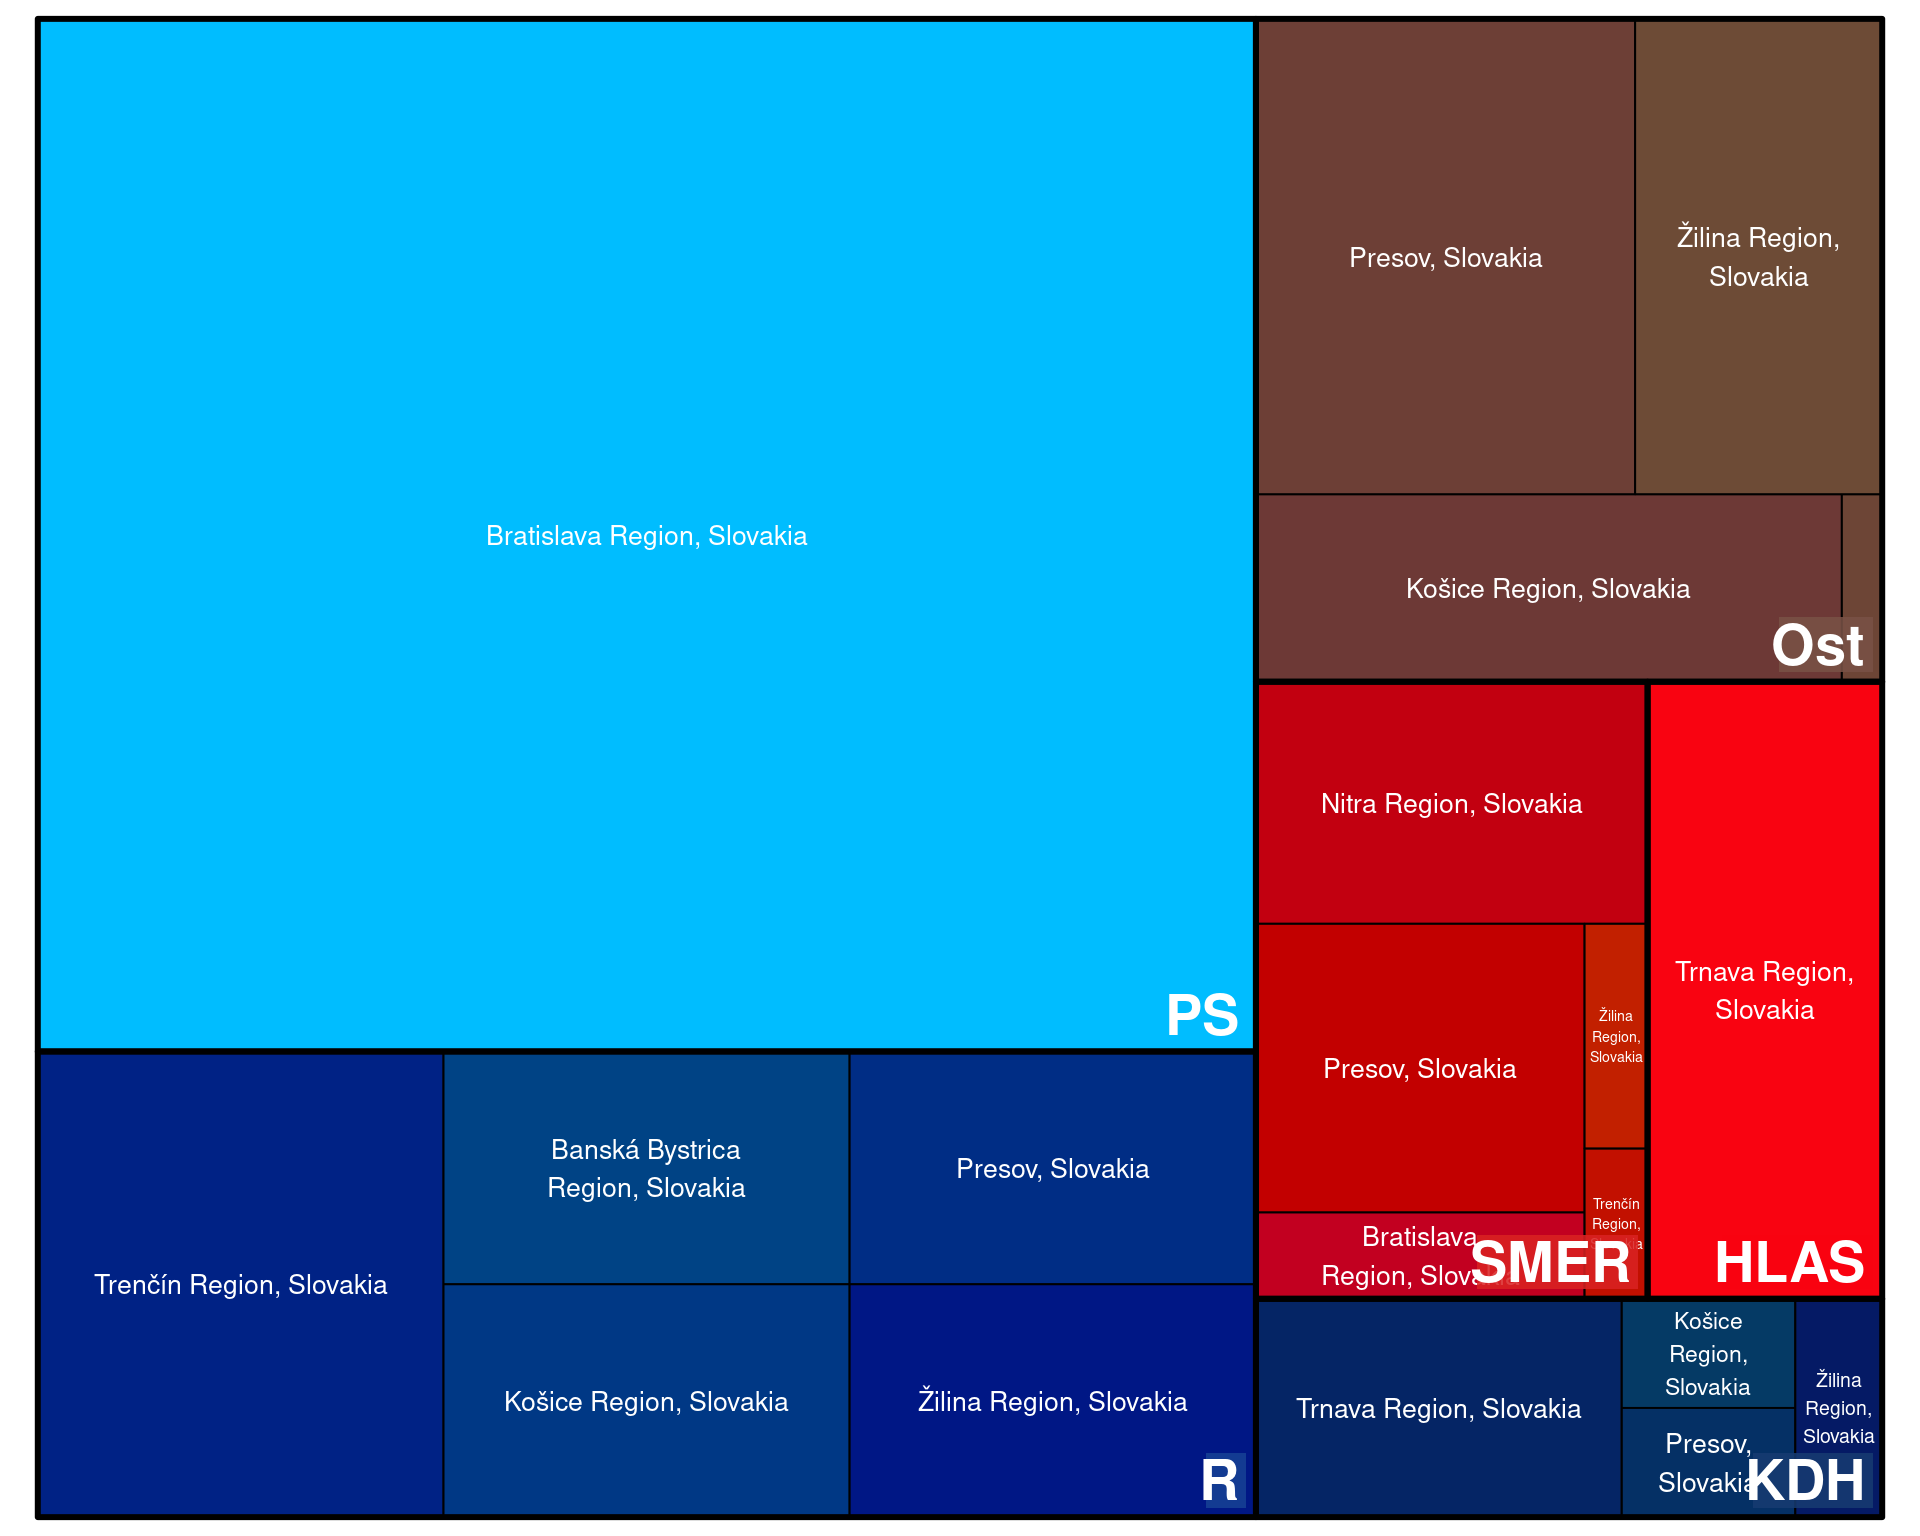 Bratislava Region, Slovakia
PS
Presov, Slovakia
Žilina Region,
Slovakia
Košice Region, Slovakia
Ost
Nitra Region, Slovakia
Presov, Slovakia
Žilina
Region,
Slovakia
Bratislava
Region, Slovakia
Trenčín
Region,
SMER
Trnava Region,
Slovakia
HLAS
Trenčín Region, Slovakia
Banská Bystrica
Region, Slovakia
Presov, Slovakia
Košice Region, Slovakia
Žilina Region, Slovakia
R
Trnava Region, Slovakia
Košice
Region,
Slovakia
Presov,
Slovakia
Žilina
Region,
Slovakia
KDH